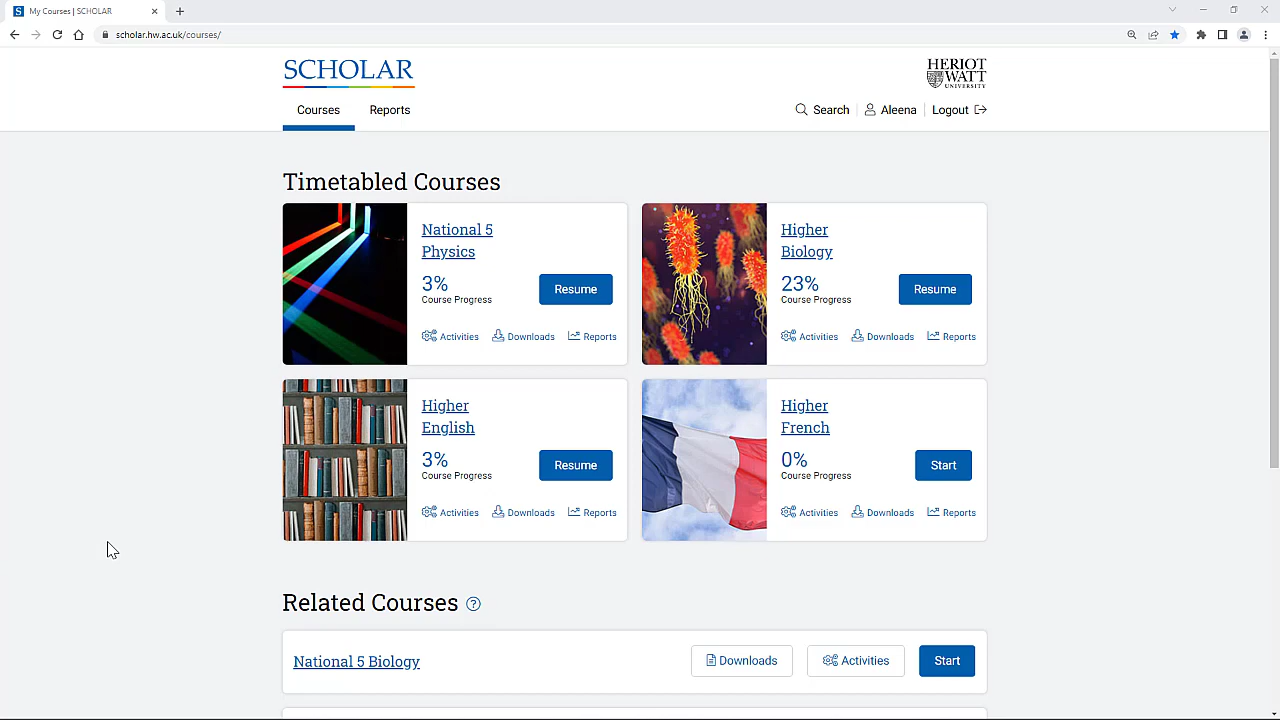 My Courses | SCHOLAR
scholar.hw.ac.uk/courses/
SCHOLAR
HERIOT
WATT
UNIVERSITY
Courses
Reports
Search
Aleena
Logout
Timetabled Courses
National 5
Physics
3%
Course Progress
Resume
Activities
Downloads
Reports
Higher
Biology
23%
Course Progress
Resume
Activities
Downloads
Reports
Higher
English
3%
Course Progress
Resume
Activities
Downloads
Reports
Higher
French
0%
Course Progress
Start
Activities
Downloads
Reports
Related Courses
National 5 Biology
Downloads
Activities
Start